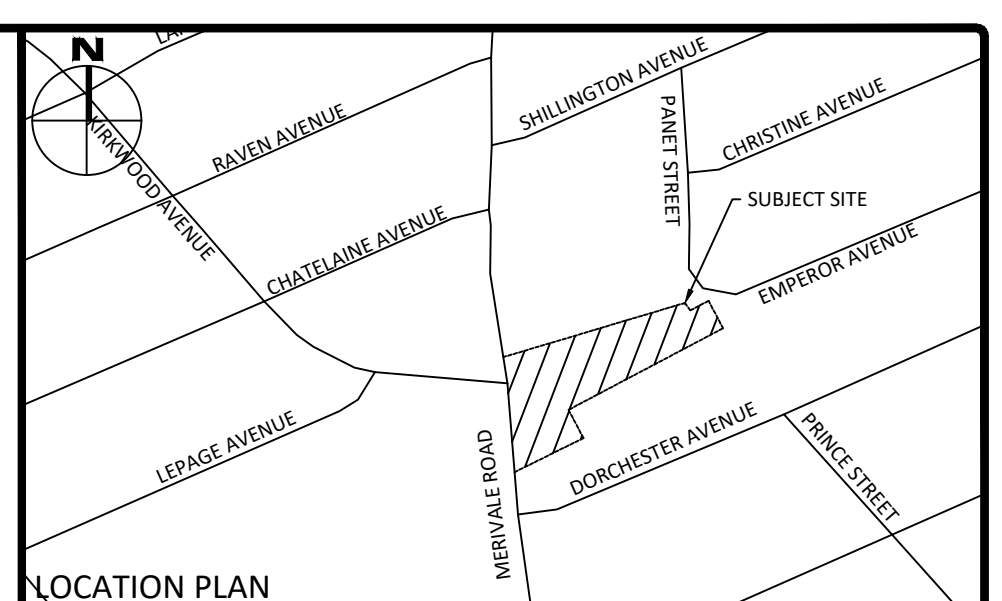 N
KIRKWOOD AVENUE
RAVEN AVENUE
SHILLINGTON AVENUE
PANET STREET
CHRISTINE AVENUE
SUBJECT SITE
CHATELAINE AVENUE
EMPEROR AVENUE
LEPAGE AVENUE
MERIVALE ROAD
DORCHESTER AVENUE
PRINCE STREET
LOCATION PLAN